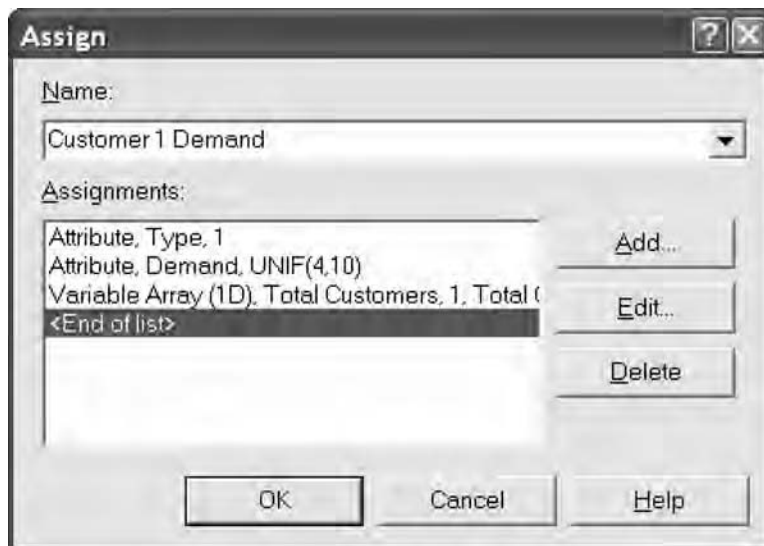 Assign
Name:
Customer 1 Demand
Assignments:
Attribute, Type, 1
Attribute, Demand, UNIF(4,10)
Variable Array (1D), Total Customers, 1, Total
<End of list>
Add...
Edit...
Delete
OK
Cancel
Help